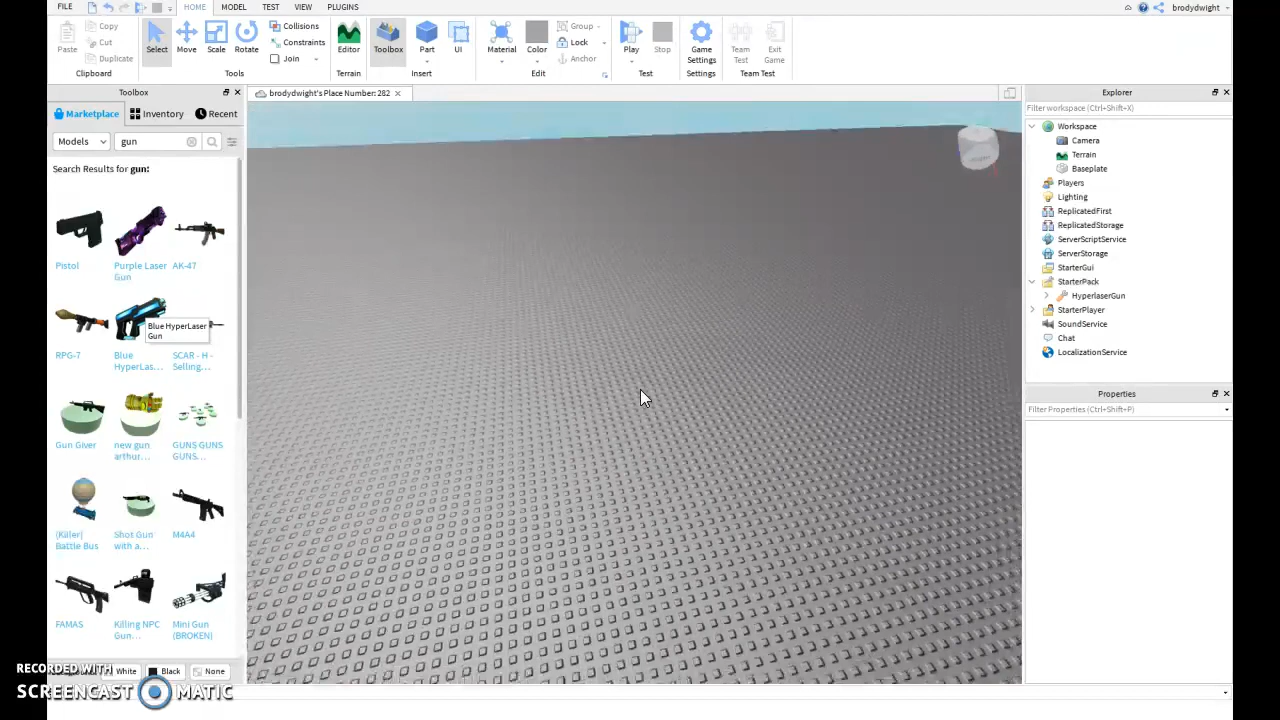 FILE HOME MODEL TEST VIEW PLUGINS brodydwight
Paste Copy Cut Duplicate Select Move Scale Rotate Collisions Constraints Join Editor Toolbox Part UI Material Color Group Lock Anchor Play Stop Game Settings Team Test Exit Game
Clipboard Tools Terrain Insert Edit Test Settings Team Test
Toolbox
Marketplace Inventory Recent
Models gun
Search Results for gun:
Pistol
Purple Laser Gun
AK-47
RPG-7
Blue HyperLas...
SCAR - H - Selling...
Blue HyperLaser
Gun
Gun Giver
new gun arthur...
GUNS GUNS GUNS...
(Killer) Battle Bus
Shot Gun with a...
M4A4
FAMAS
Killing NPC Gun...
Mini Gun (BROKEN)
White Black None
RECORDED WITH
SCREENCAST MATIC
brodydwight's Place Number: 282
Explorer
Filter workspace (Ctrl+Shift+X)
Workspace
Camera
Terrain
Baseplate
Players
Lighting
ReplicatedFirst
ReplicatedStorage
ServerScriptService
ServerStorage
StarterGui
StarterPack
HyperlaserGun
StarterPlayer
SoundService
Chat
LocalizationService
Properties
Filter Properties (Ctrl+Shift+P)